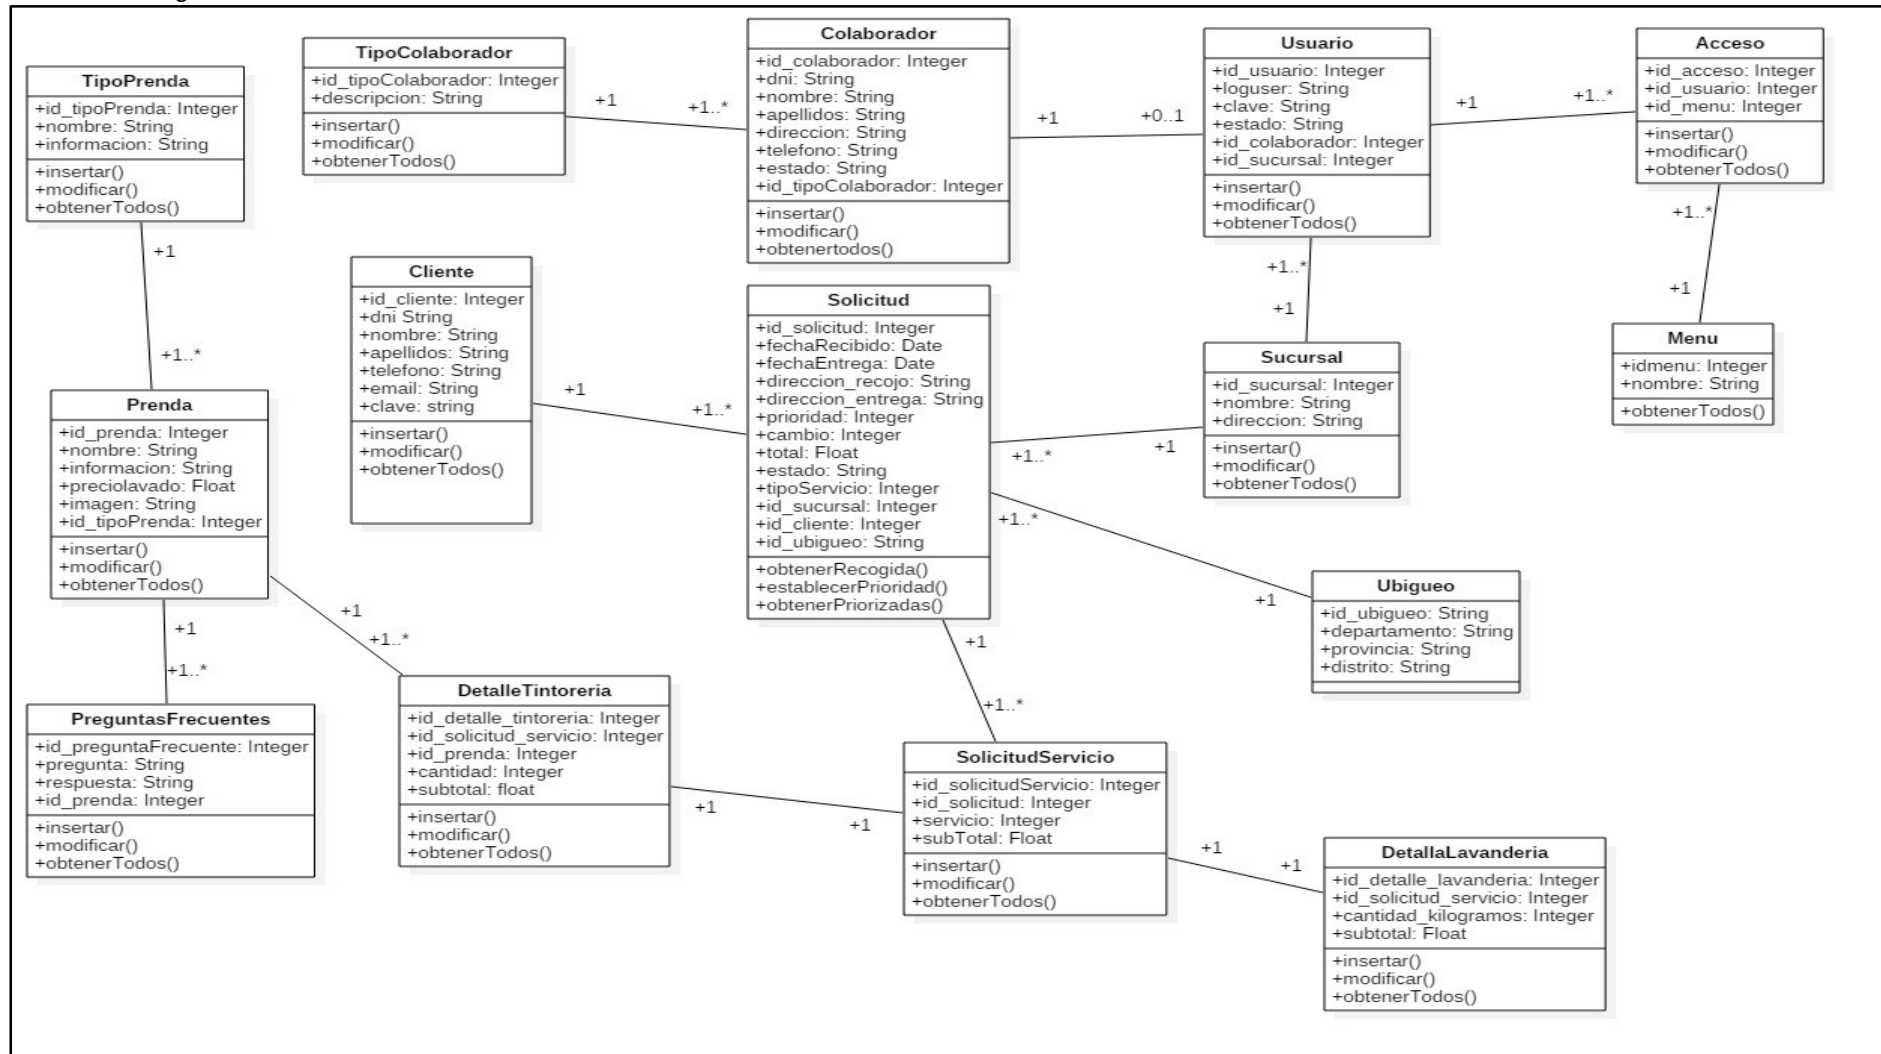 TipoPrenda
+id_tipoPrenda: Integer
+nombre: String
+informacion: String
+insertar()
+modificar()
+obtenerTodos()
TipoColaborador
+id_tipoColaborador: Integer
+descripcion: String
+insertar()
+modificar()
+obtenerTodos()
+1
+1..*
Colaborador
+id_colaborador: Integer
+dni: String
+nombre: String
+apellidos: String
+direccion: String
+telefono: String
+estado: String
+id_tipoColaborador: Integer
+insertar()
+modificar()
+obtenertodos()
+1
+0..1
Usuario
+id_usuario: Integer
+loguser: String
+clave: String
+estado: String
+id_colaborador: Integer
+id_sucursal: Integer
+insertar()
+modificar()
+obtenerTodos()
+1
+1..*
Acceso
+id_acceso: Integer
+id_usuario: Integer
+id_menu: Integer
+insertar()
+modificar()
+obtenerTodos()
+1..*
+1
Menu
+idmenu: Integer
+nombre: String
+obtenerTodos()
+1..*
+1
Sucursal
+id_sucursal: Integer
+nombre: String
+direccion: String
+insertar()
+modificar()
+obtenerTodos()
Cliente
+id_cliente: Integer
+dni String
+nombre: String
+apellidos: String
+telefono: String
+email: String
+clave: string
+insertar()
+modificar()
+obtenerTodos()
+1
+1..*
Solicitud
+id_solicitud: Integer
+fechaRecibido: Date
+fechaEntrega: Date
+direccion_recojo: String
+direccion_entrega: String
+prioridad: Integer
+cambio: Integer
+total: Float
+estado: String
+tipoServicio: Integer
+id_sucursal: Integer
+id_cliente: Integer
+id_ubigueo: String
+obtenerRecogida()
+establecerPrioridad()
+obtenerPriorizadas()
+1..*
+1
+1..*
+1
Ubigueo
+id_ubigueo: String
+departamento: String
+provincia: String
+distrito: String
+1
+1..*
Prenda
+id_prenda: Integer
+nombre: String
+informacion: String
+preciolavado: Float
+imagen: String
+id_tipoPrenda: Integer
+insertar()
+modificar()
+obtenerTodos()
+1
+1..*
+1
+1..*
PreguntasFrecuentes
+id_preguntaFrecuente: Integer
+pregunta: String
+respuesta: String
+id_prenda: Integer
+insertar()
+modificar()
+obtenerTodos()
DetalleTintoreria
+id_detalle_tintoreria: Integer
+id_solicitud_servicio: Integer
+id_prenda: Integer
+cantidad: Integer
+subtotal: float
+insertar()
+modificar()
+obtenerTodos()
+1
+1
+1
+1..*
SolicitudServicio
+id_solicitudServicio: Integer
+id_solicitud: Integer
+servicio: Integer
+subTotal: Float
+insertar()
+modificar()
+obtenerTodos()
+1
+1
DetallaLavanderia
+id_detalle_lavanderia: Integer
+id_solicitud_servicio: Integer
+cantidad_kilogramos: Integer
+subtotal: Float
+insertar()
+modificar()
+obtenerTodos()